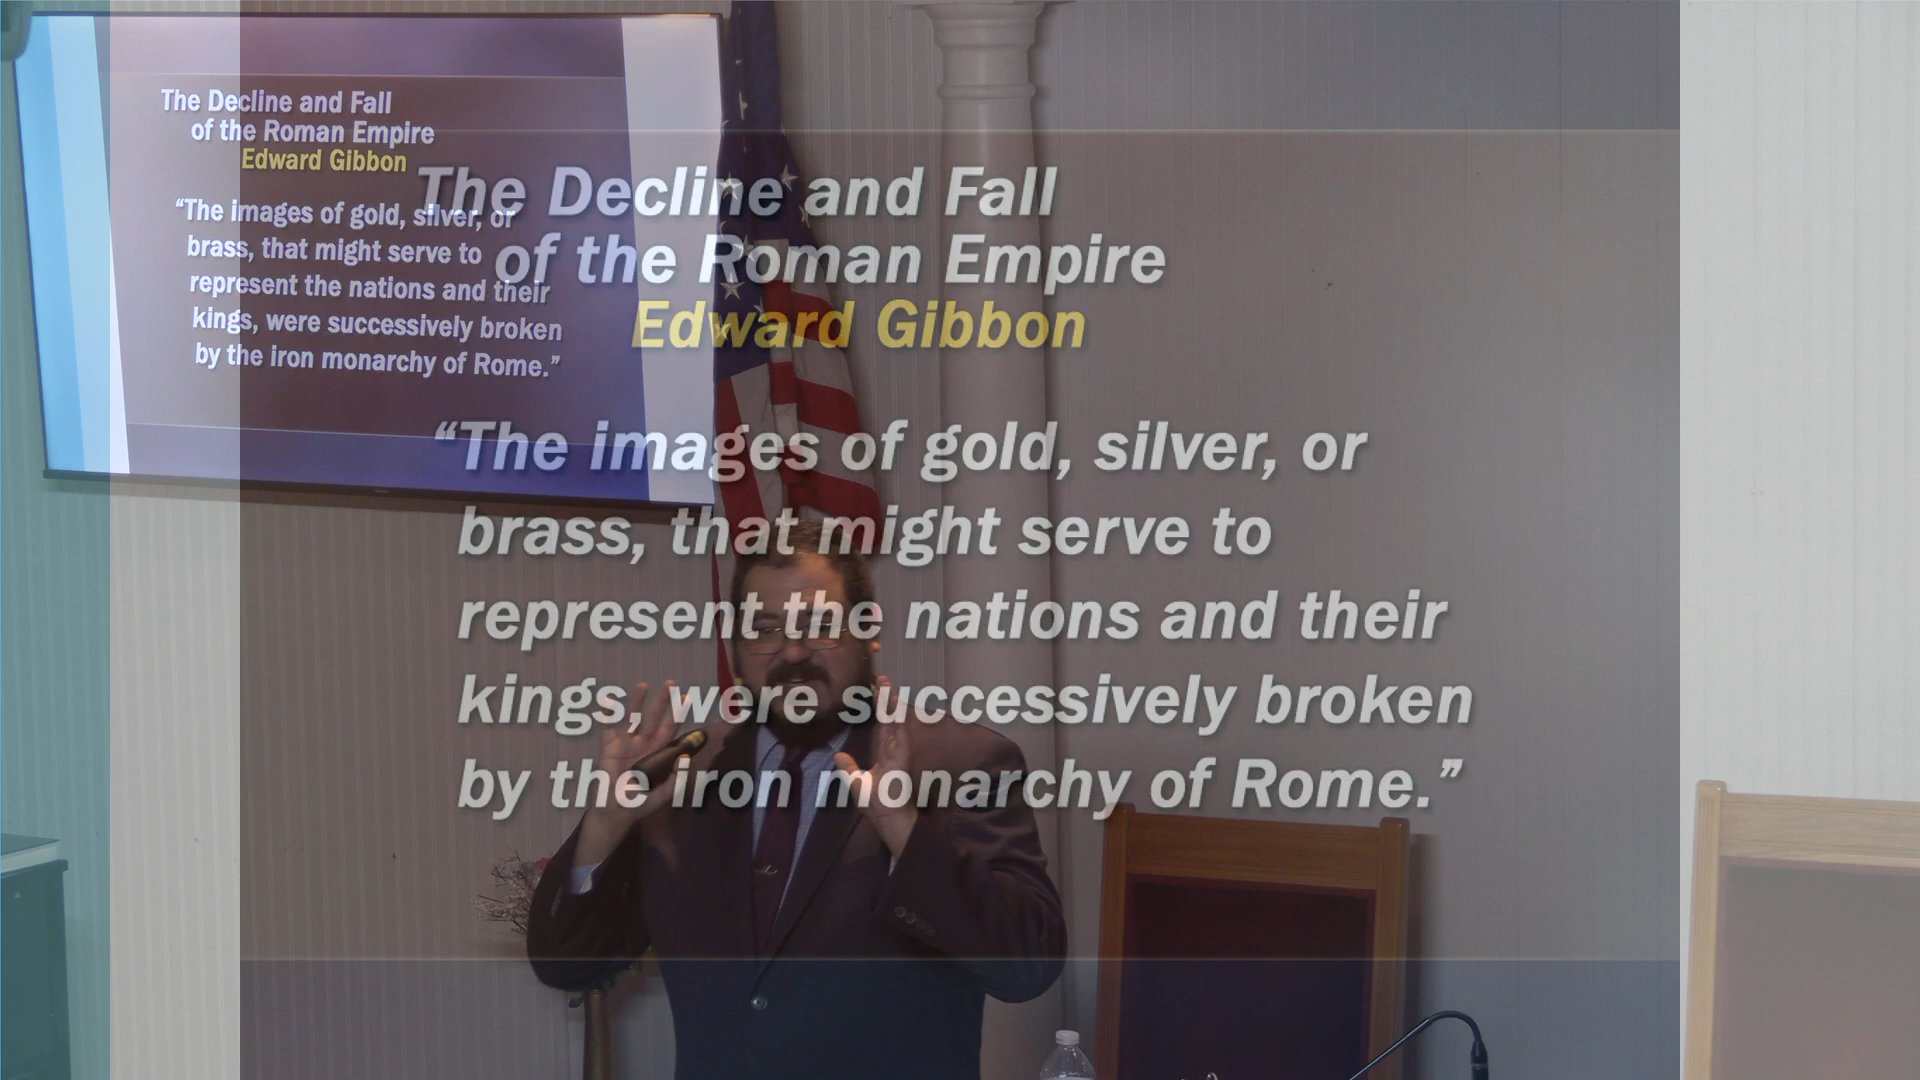 The Decline and Fall
of the Roman Empire
Edward Gibbon
“The images of gold, silver, or
brass, that might serve to
represent the nations and their
kings, were successively broken
by the iron monarchy of Rome.”
The Decline and Fall
of the Roman Empire
Edward Gibbon
“The images of gold, silver, or
brass, that might serve to
represent the nations and their
kings, were successively broken
by the iron monarchy of Rome.”